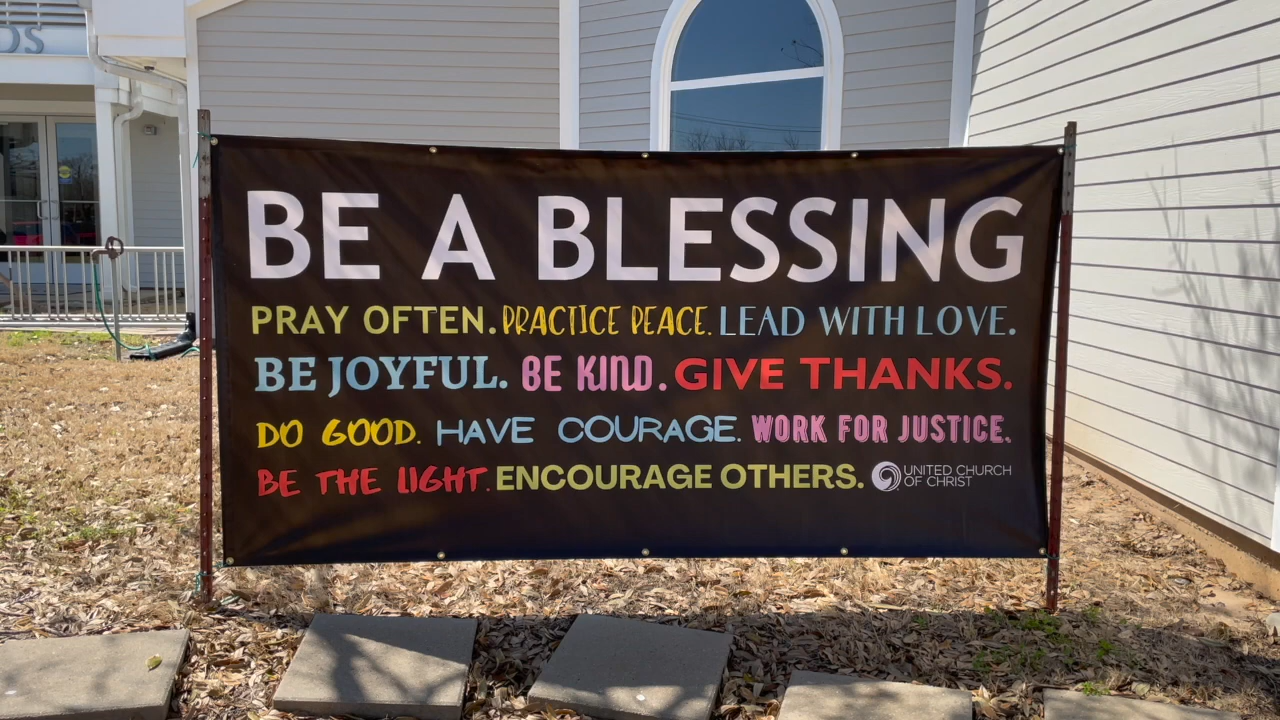 DS
BE A BLESSING
PRAY OFTEN. PRACTICE PEACE. LEAD WITH LOVE.
BE JOYFUL. BE KIND. GIVE THANKS.
DO GOOD. HAVE COURAGE. WORK FOR JUSTICE.
BE THE LIGHT. ENCOURAGE OTHERS.
UNITED CHURCH
OF CHRIST